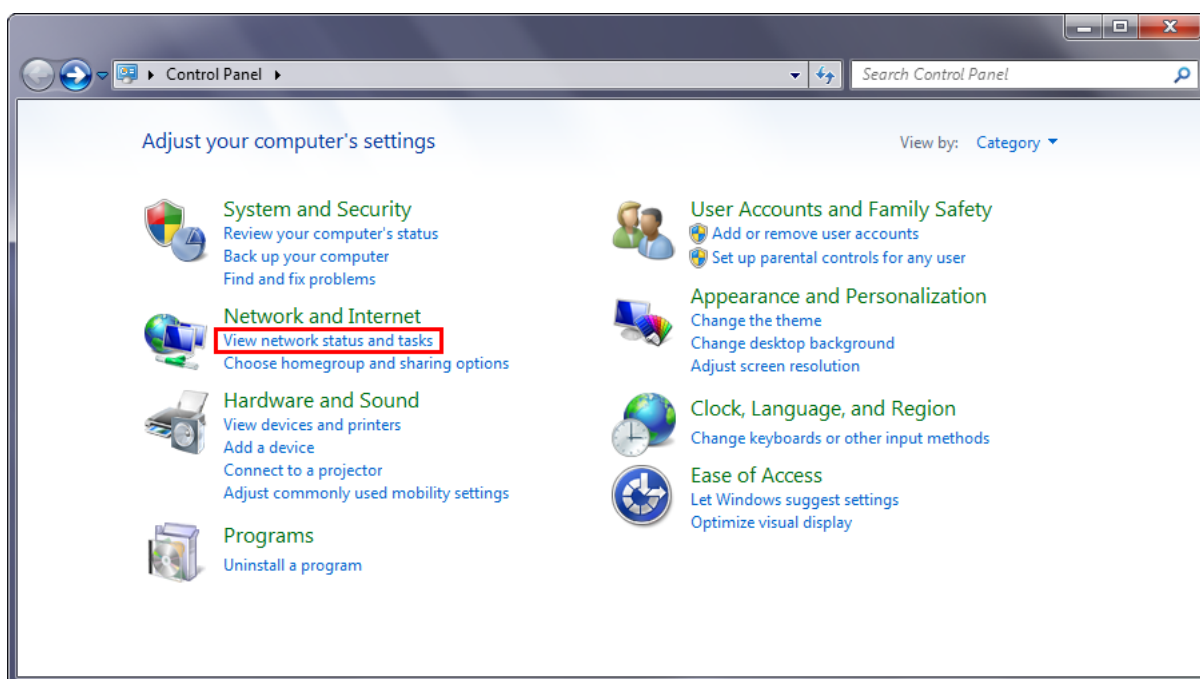 Control Panel
Search Control Panel
Adjust your computer's settings
View by: Category
System and Security
Review your computer's status
Back up your computer
Find and fix problems
Network and Internet
View network status and tasks
Choose homegroup and sharing options
Hardware and Sound
View devices and printers
Add a device
Connect to a projector
Adjust commonly used mobility settings
Programs
Uninstall a program
User Accounts and Family Safety
Add or remove user accounts
Set up parental controls for any user
Appearance and Personalization
Change the theme
Change desktop background
Adjust screen resolution
Clock, Language, and Region
Change keyboards or other input methods
Ease of Access
Let Windows suggest settings
Optimize visual display